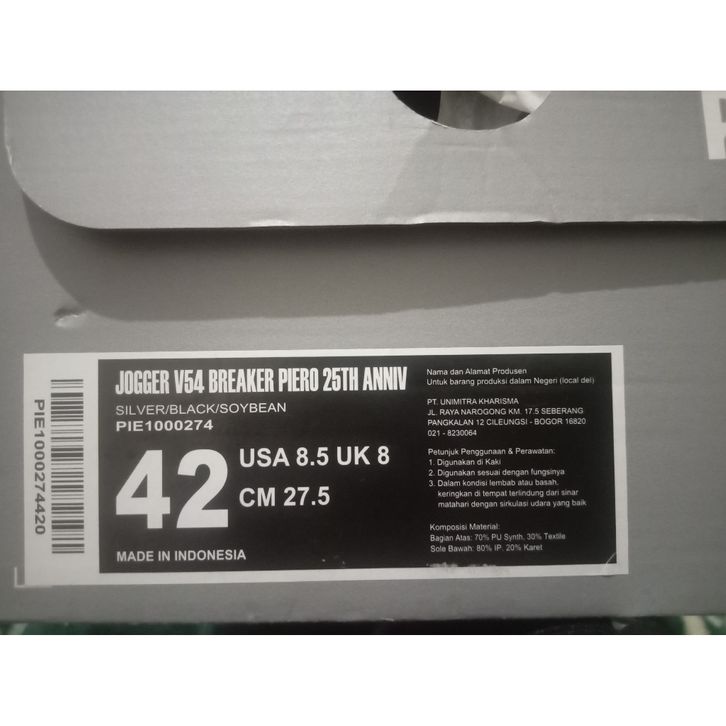 JOGGER V54 BREAKER PIERO 25TH ANNIV
SILVER/BLACK/SOYBEAN
PIE1000274
42
USA 8.5 UK 8
CM 27.5
MADE IN INDONESIA
PIE1000274420
Nama dan Alamat Produsen
Untuk barang produksi dalam Negeri (local del)
PT. UNIMITRA KHARISMA
JL. RAYA NAROGONG KM. 17.5 SEBERANG
PANGKALAN 12 CILEUNGSI - BOGOR 16820
021 - 8230064
Petunjuk Penggunaan & Perawatan:
1. Digunakan di Kaki
2. Digunakan sesuai dengan fungsinya
3. Dalam kondisi lembab atau basah.
keringkan di tempat terlindung dari sinar
matahari dengan sirkulasi udara yang baik
Komposisi Material:
Bagian Atas: 70% PU Synth, 30% Textile
Sole Bawah: 80% IP. 20% Karet